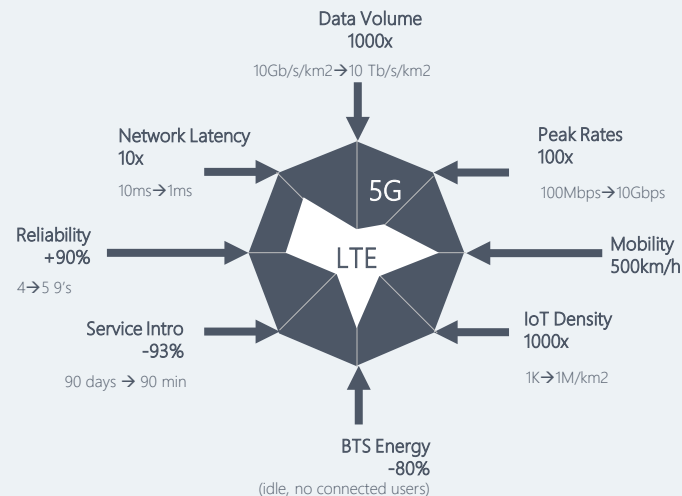 Data Volume
1000x
10Gb/s/km2→10 Tb/s/km2
Network Latency
10x
10ms→1ms
Peak Rates
100x
100Mbps→10Gbps
5G
Reliability
+90%
4→5 9's
LTE
Mobility
500km/h
Service Intro
-93%
90 days → 90 min
IoT Density
1000x
1K→1M/km2
BTS Energy
-80%
(idle, no connected users)